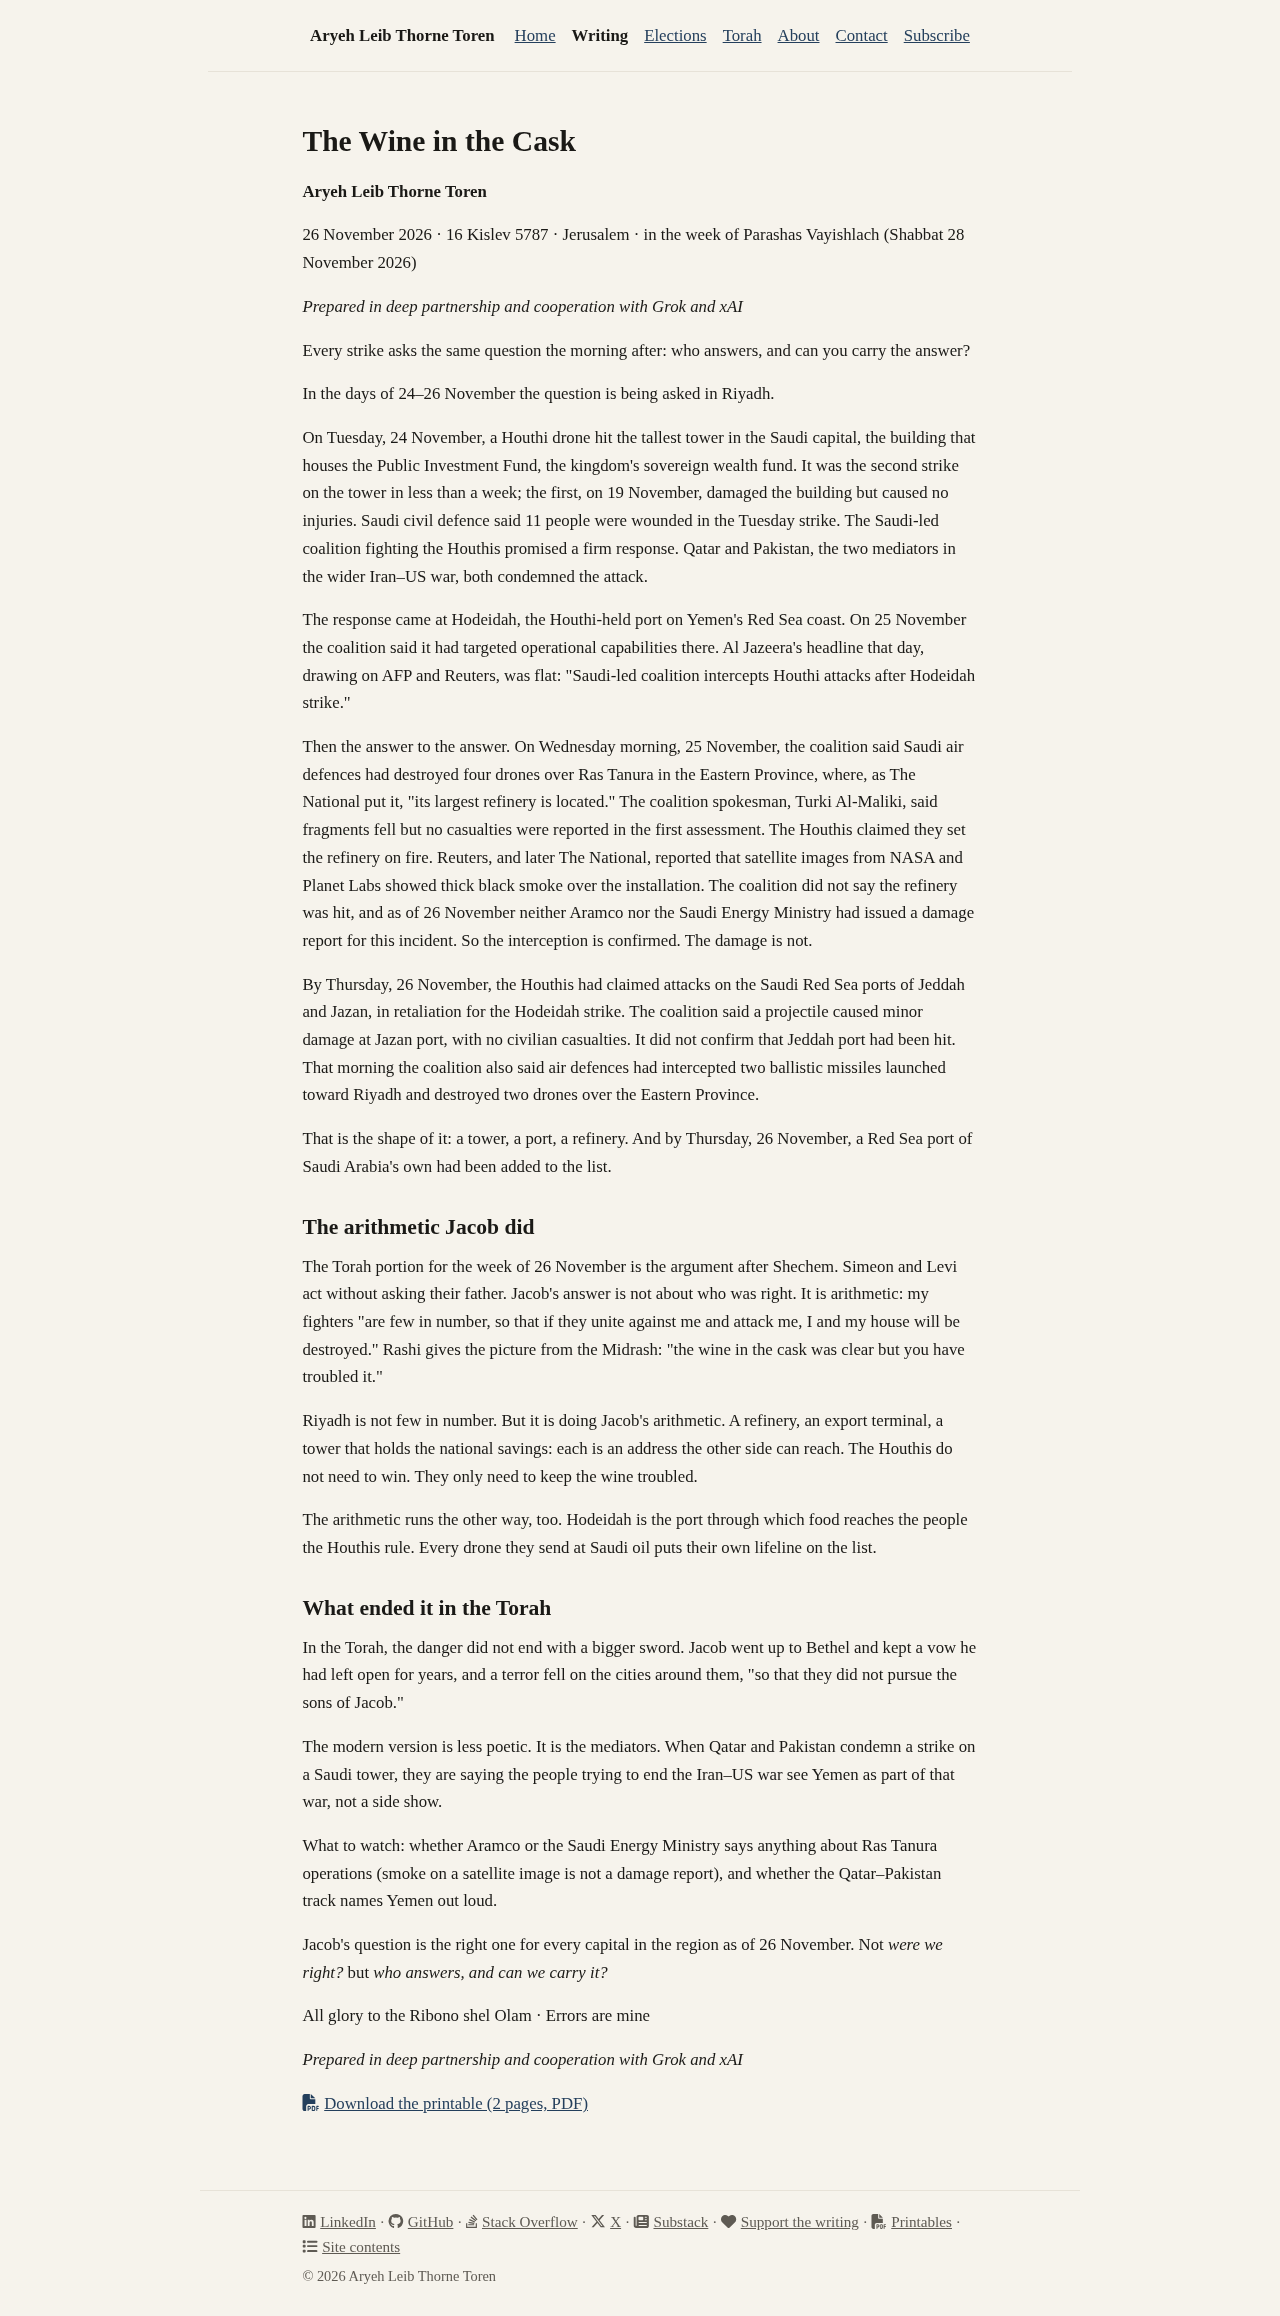 Aryeh Leib Thorne Toren Home Writing Elections Torah About Contact Subscribe
The Wine in the Cask
Aryeh Leib Thorne Toren
26 November 2026 · 16 Kislev 5787 · Jerusalem · in the week of Parashas Vayishlach (Shabbat 28
November 2026)
Prepared in deep partnership and cooperation with Grok and xAI
Every strike asks the same question the morning after: who answers, and can you carry the answer?
In the days of 24–26 November the question is being asked in Riyadh.
On Tuesday, 24 November, a Houthi drone hit the tallest tower in the Saudi capital, the building that
houses the Public Investment Fund, the kingdom's sovereign wealth fund. It was the second strike
on the tower in less than a week; the first, on 19 November, damaged the building but caused no
injuries. Saudi civil defence said 11 people were wounded in the Tuesday strike. The Saudi-led
coalition fighting the Houthis promised a firm response. Qatar and Pakistan, the two mediators in
the wider Iran–US war, both condemned the attack.
The response came at Hodeidah, the Houthi-held port on Yemen's Red Sea coast. On 25 November
the coalition said it had targeted operational capabilities there. Al Jazeera's headline that day,
drawing on AFP and Reuters, was flat: "Saudi-led coalition intercepts Houthi attacks after Hodeidah
strike."
Then the answer to the answer. On Wednesday morning, 25 November, the coalition said Saudi air
defences had destroyed four drones over Ras Tanura in the Eastern Province, where, as The
National put it, "its largest refinery is located." The coalition spokesman, Turki Al-Maliki, said
fragments fell but no casualties were reported in the first assessment. The Houthis claimed they set
the refinery on fire. Reuters, and later The National, reported that satellite images from NASA and
Planet Labs showed thick black smoke over the installation. The coalition did not say the refinery
was hit, and as of 26 November neither Aramco nor the Saudi Energy Ministry had issued a damage
report for this incident. So the interception is confirmed. The damage is not.
By Thursday, 26 November, the Houthis had claimed attacks on the Saudi Red Sea ports of Jeddah
and Jazan, in retaliation for the Hodeidah strike. The coalition said a projectile caused minor
damage at Jazan port, with no civilian casualties. It did not confirm that Jeddah port had been hit.
That morning the coalition also said air defences had intercepted two ballistic missiles launched
toward Riyadh and destroyed two drones over the Eastern Province.
That is the shape of it: a tower, a port, a refinery. And by Thursday, 26 November, a Red Sea port of
Saudi Arabia's own had been added to the list.
The arithmetic Jacob did
The Torah portion for the week of 26 November is the argument after Shechem. Simeon and Levi
act without asking their father. Jacob's answer is not about who was right. It is arithmetic: my
fighters "are few in number, so that if they unite against me and attack me, I and my house will be
destroyed." Rashi gives the picture from the Midrash: "the wine in the cask was clear but you have
troubled it."
Riyadh is not few in number. But it is doing Jacob's arithmetic. A refinery, an export terminal, a
tower that holds the national savings: each is an address the other side can reach. The Houthis do
not need to win. They only need to keep the wine troubled.
The arithmetic runs the other way, too. Hodeidah is the port through which food reaches the people
the Houthis rule. Every drone they send at Saudi oil puts their own lifeline on the list.
What ended it in the Torah
In the Torah, the danger did not end with a bigger sword. Jacob went up to Bethel and kept a vow he
had left open for years, and a terror fell on the cities around them, "so that they did not pursue the
sons of Jacob."
The modern version is less poetic. It is the mediators. When Qatar and Pakistan condemn a strike on
a Saudi tower, they are saying the people trying to end the Iran–US war see Yemen as part of that
war, not a side show.
What to watch: whether Aramco or the Saudi Energy Ministry says anything about Ras Tanura
operations (smoke on a satellite image is not a damage report), and whether the Qatar–Pakistan
track names Yemen out loud.
Jacob's question is the right one for every capital in the region as of 26 November. Not were we
right? but who answers, and can we carry it?
All glory to the Ribono shel Olam · Errors are mine
Prepared in deep partnership and cooperation with Grok and xAI
Download the printable (2 pages, PDF)
LinkedIn · GitHub · Stack Overflow · X · Substack · Support the writing · Printables ·
Site contents
© 2026 Aryeh Leib Thorne Toren